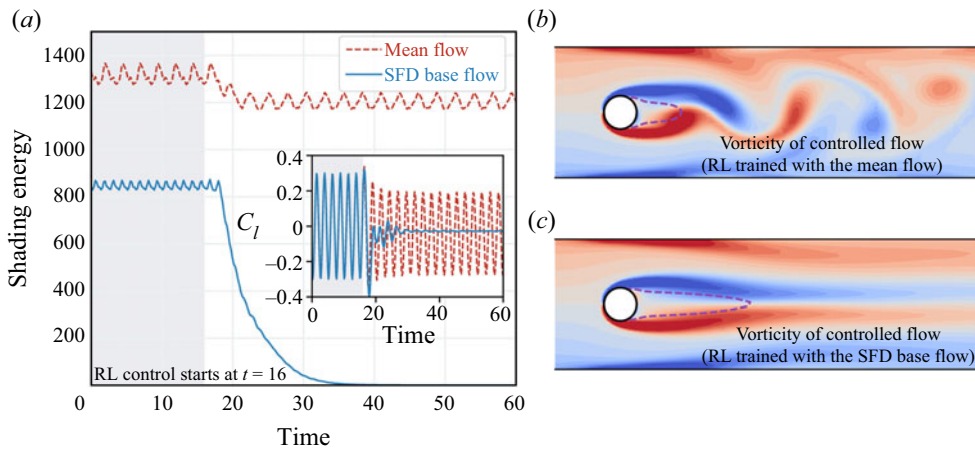 (a)
1400
1200
1000
800
600
400
200
Shading energy
Mean flow
SFD base flow
0.4
0.2
0
–0.2
–0.4
C_l
0
20
40
60
Time
RL control starts at t = 16
0
10
20
30
40
50
60
Time
(b)
Vorticity of controlled flow
(RL trained with the mean flow)
(c)
Vorticity of controlled flow
(RL trained with the SFD base flow)